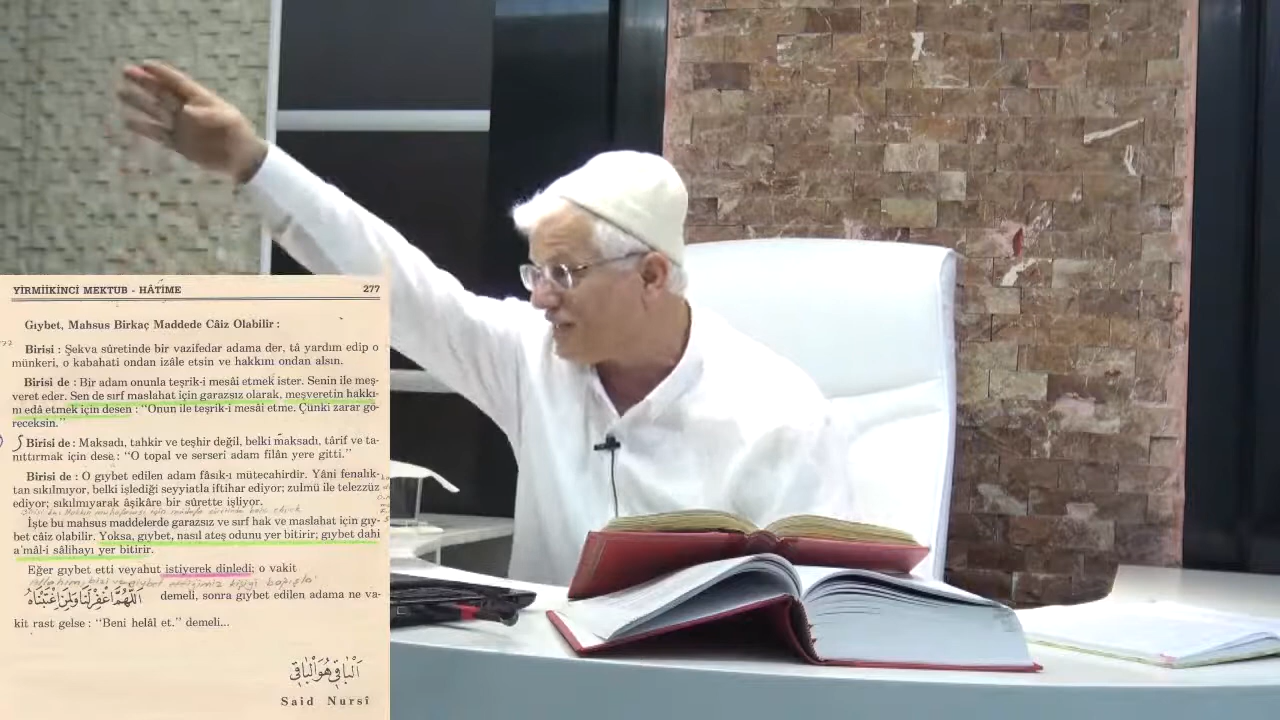 YİRMİİKİNCİ MEKTUB - HÂTİME 277
Gıybet, Mahsus Birkaç Maddede Câiz Olabilir :
Birisi : Şekva sûretinde bir vazifedar adama der, tâ yardım edip o
münkeri, o kabahati ondan izâle etsin ve hakkını ondan alsın.
Birisi de : Bir adam onunla teşrik-i mesâi etmek ister. Senin ile meş-
veret eder. Sen de sırf maslahat için garazsız olarak, meşveretin hakkı-
nı edâ etmek için desen : "Onun ile teşrik-i mesâi etme. Çünki zarar gö-
receksin."
Birisi de : Maksadı, tahkir ve teşhir değil, belki maksadı, târif ve ta-
nıttırmak için dese : "O topal ve serseri adam filân yere gitti."
Birisi de : O gıybet edilen adam fâsık-ı mütecahirdir. Yâni fenalık-
tan sıkılmıyor, belki işlediği seyyiatla iftihar ediyor; zulmü ile telezzüz
ediyor; sıkılmıyarak âşikâre bir sûrette işliyor.
İşte bu mahsus maddelerde garazsız ve sırf hak ve maslahat için gıy-
bet câiz olabilir. Yoksa, gıybet, nasıl ateş odunu yer bitirir; gıybet dahi
a'mâl-i sâlihayı yer bitirir.
Eğer gıybet etti veyahut istiyerek dinledi; o vakit
Allahım, bizi ve gıybet ettiğimiz kişiyi bağışla
اَللّٰهُمَّ اغْفِرْلَنَا وَلِمَنِ اغْتَبْنَاهُ demeli, sonra gıybet edilen adama ne va-
kit rast gelse : "Beni helâl et." demeli...
اَلْبَاقِى هُوَ الْبَاقِى
Said Nursî